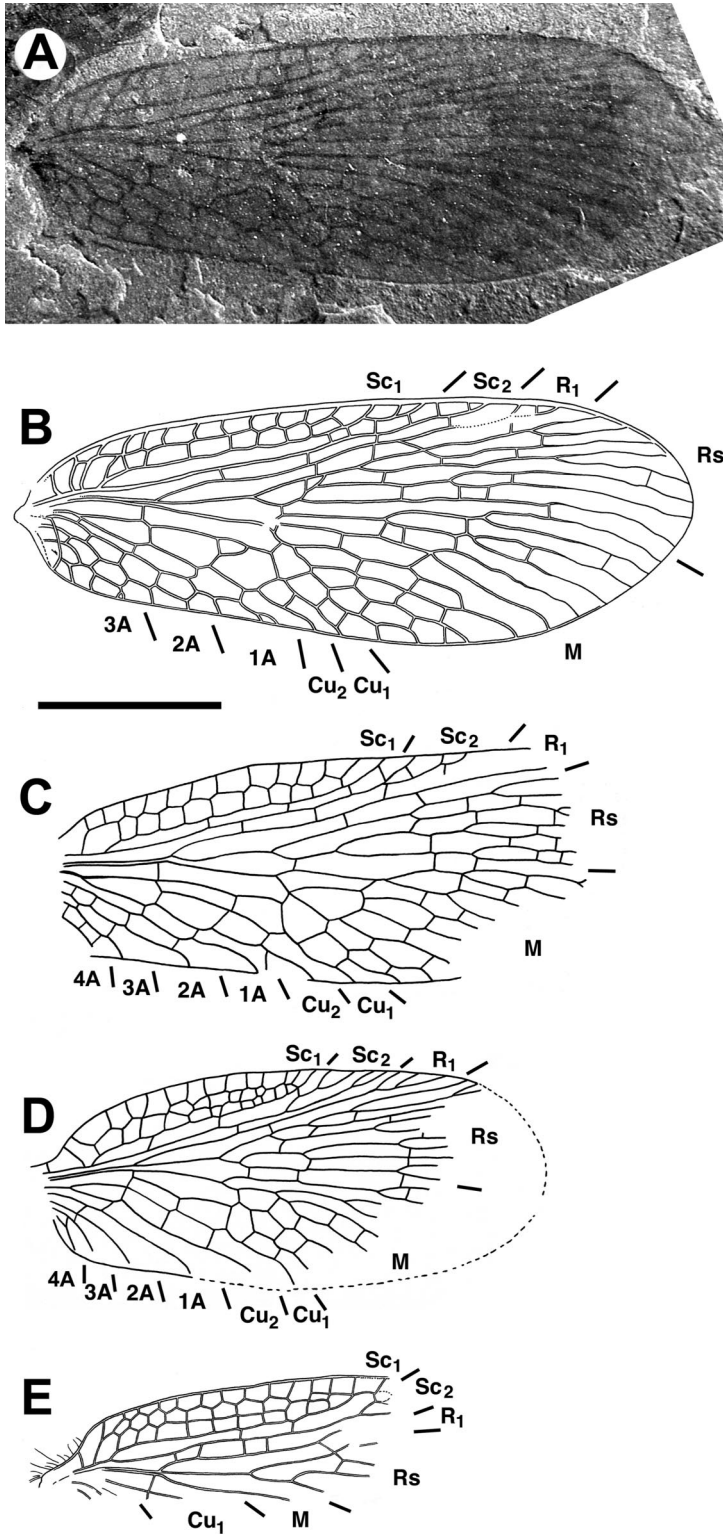 A
Sc1 Sc2 R1
B
Rs
3A 2A 1A M
Cu2 Cu1
Sc1 Sc2 R1
C
Rs
M
4A 3A 2A 1A Cu2 Cu1
Sc1 Sc2 R1
D
Rs
M
4A 3A 2A 1A Cu2 Cu1
Sc1
E
Sc2
R1
Rs
Cu1 M